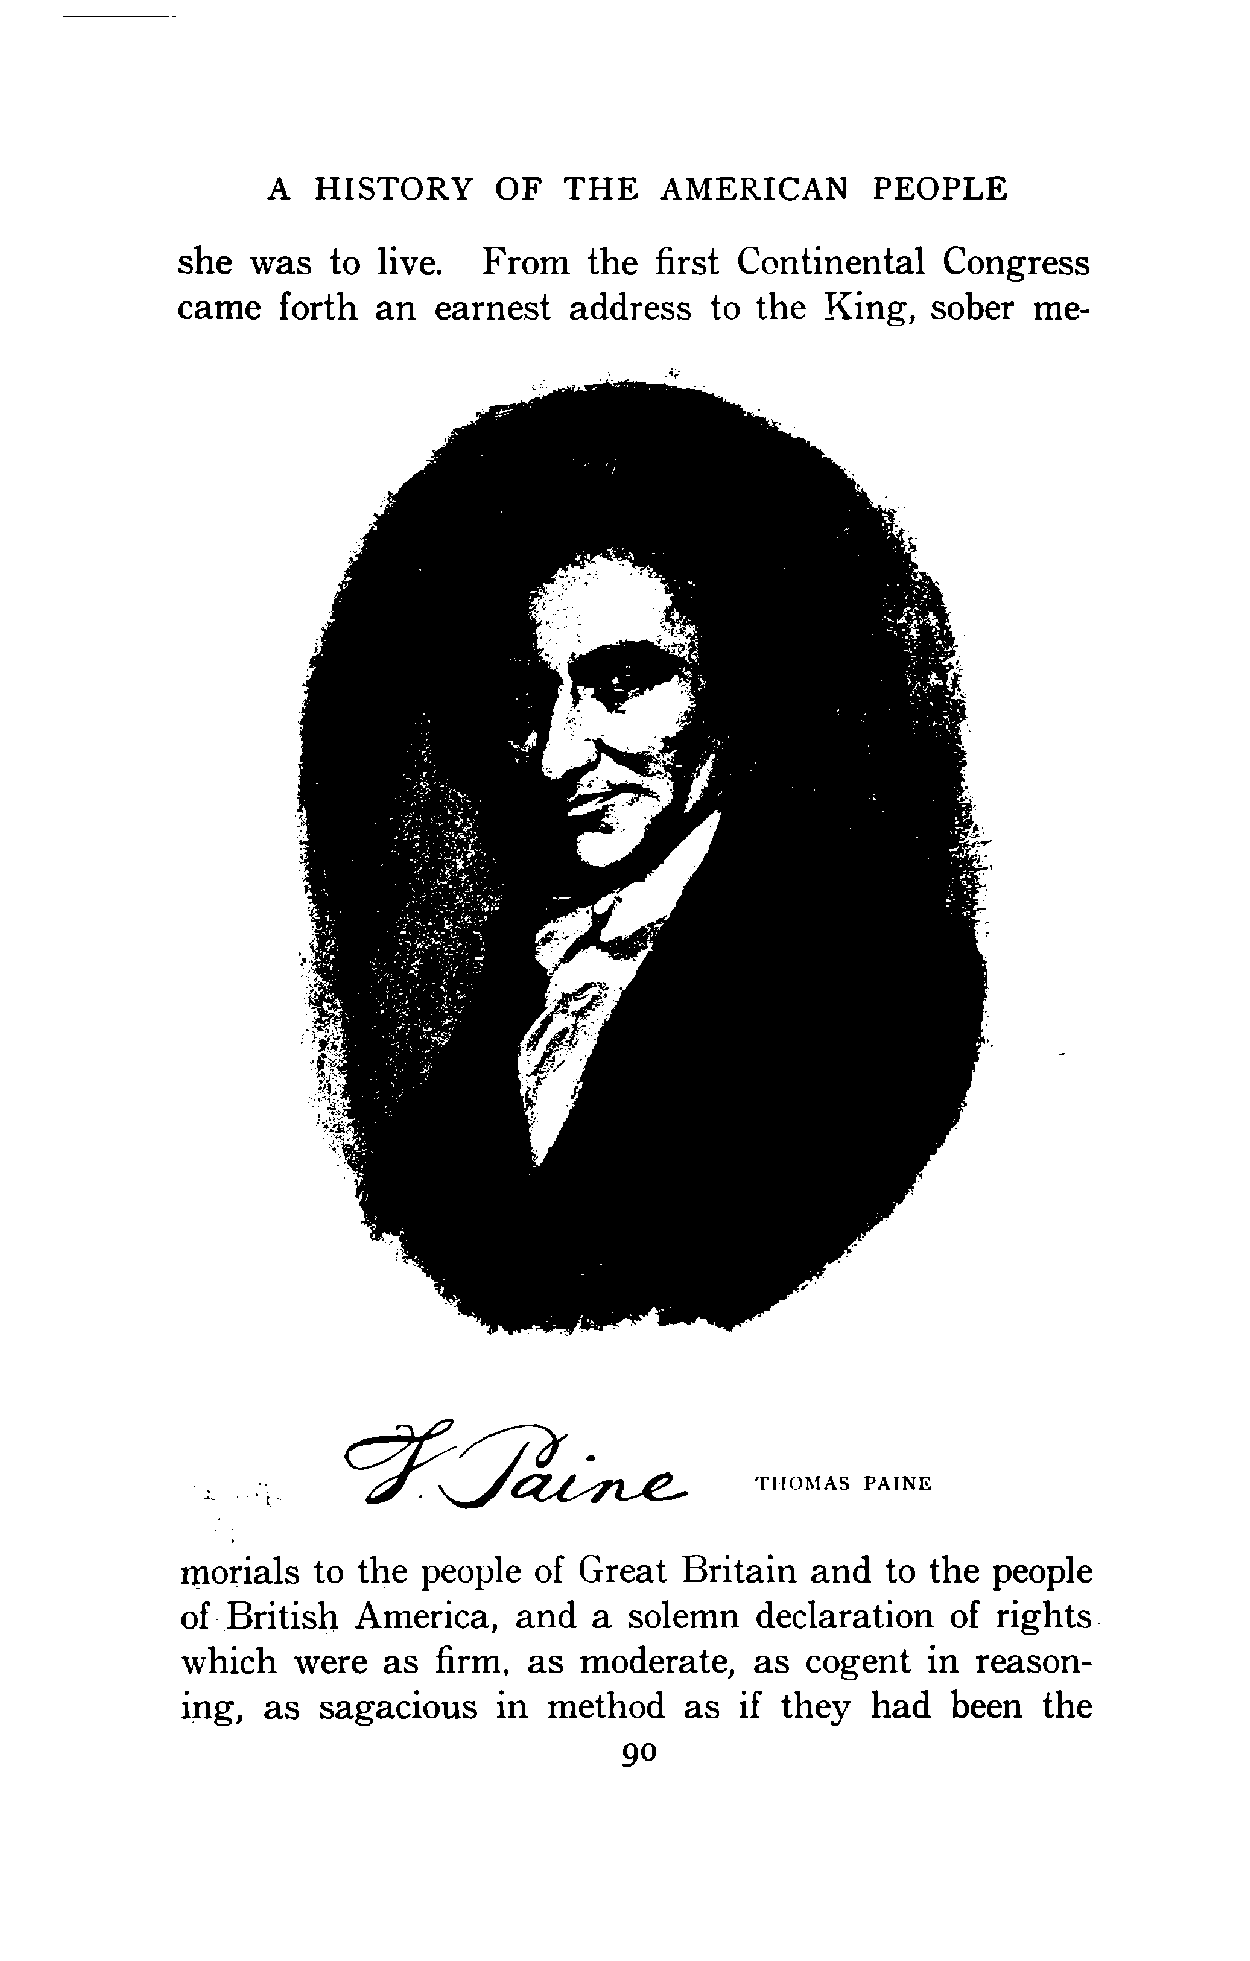 A HISTORY OF THE AMERICAN PEOPLE
she was to live. From the first Continental Congress
came forth an earnest address to the King, sober me-
T. Paine
THOMAS PAINE
morials to the people of Great Britain and to the people
of British America, and a solemn declaration of rights
which were as firm, as moderate, as cogent in reason-
ing, as sagacious in method as if they had been the
90